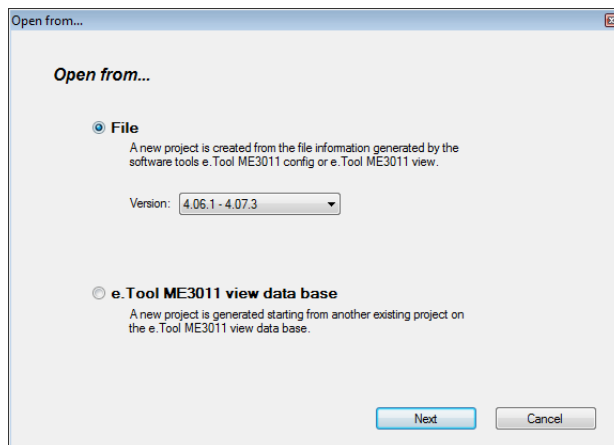 Open from...
Open from...
File
A new project is created from the file information generated by the
software tools e.Tool ME3011 config or e.Tool ME3011 view.
Version: 4.06.1 - 4.07.3
e.Tool ME3011 view data base
A new project is generated starting from another existing project on
the e.Tool ME3011 view data base.
Next Cancel